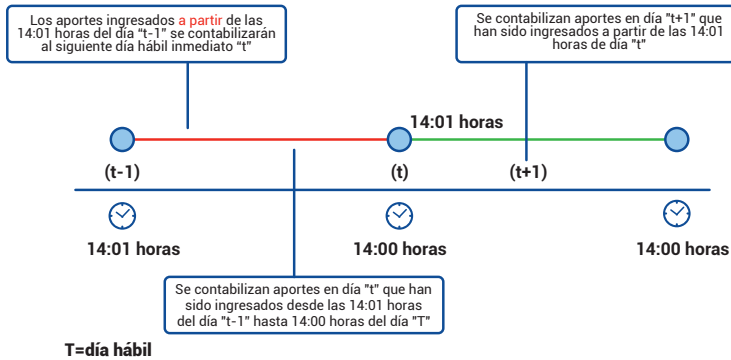 Los aportes ingresados a partir de las
14:01 horas del día “t-1” se contabilizarán
al siguiente día hábil inmediato “t”
Se contabilizan aportes en día "t+1" que
han sido ingresados a partir de las 14:01
horas de día "t"
14:01 horas
(t-1)
(t)
(t+1)
14:01 horas
14:00 horas
14:00 horas
Se contabilizan aportes en día "t" que han
sido ingresados desde las 14:01 horas
del día "t-1" hasta 14:00 horas del día "T"
T=día hábil